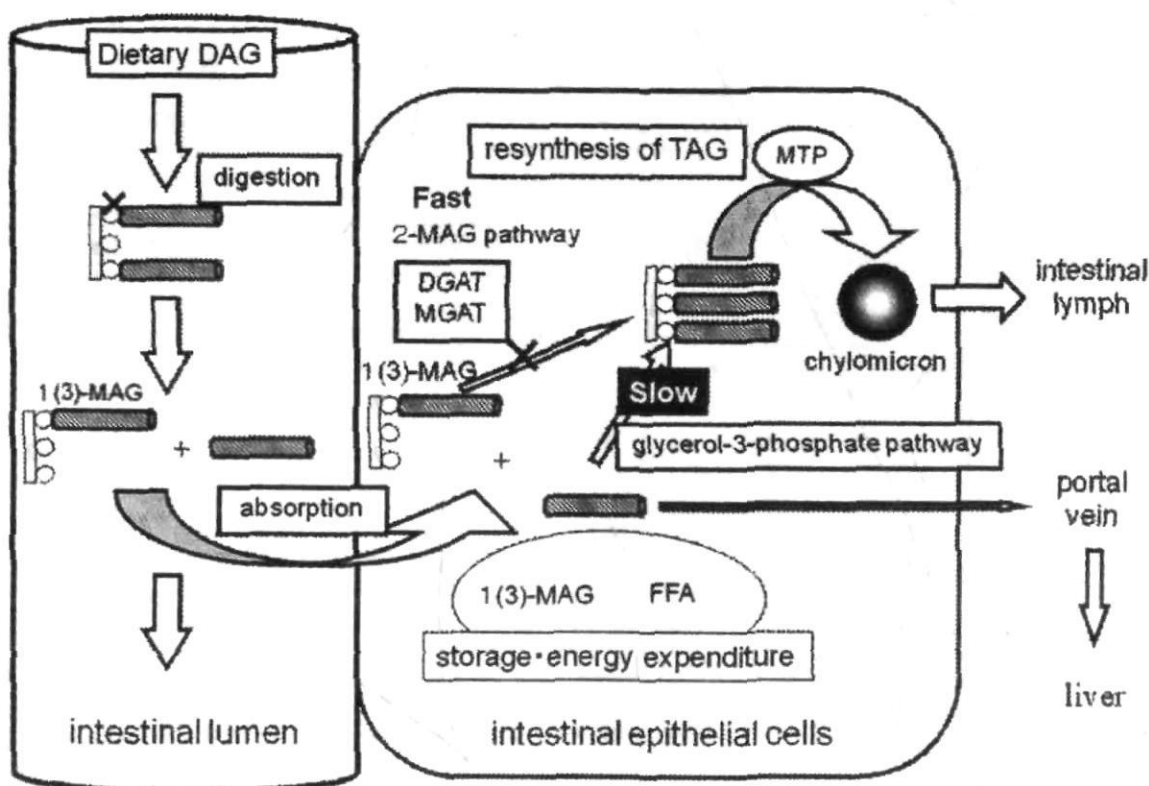 Dietary DAG
digestion
1(3)-MAG
+
absorption
intestinal lumen
resynthesis of TAG
MTP
Fast
2-MAG pathway
DGAT
MGAT
1(3)-MAG
+
Slow
glycerol-3-phosphate pathway
chylomicron
1(3)-MAG FFA
storage・energy expenditure
intestinal epithelial cells
intestinal
lymph
portal
vein
liver